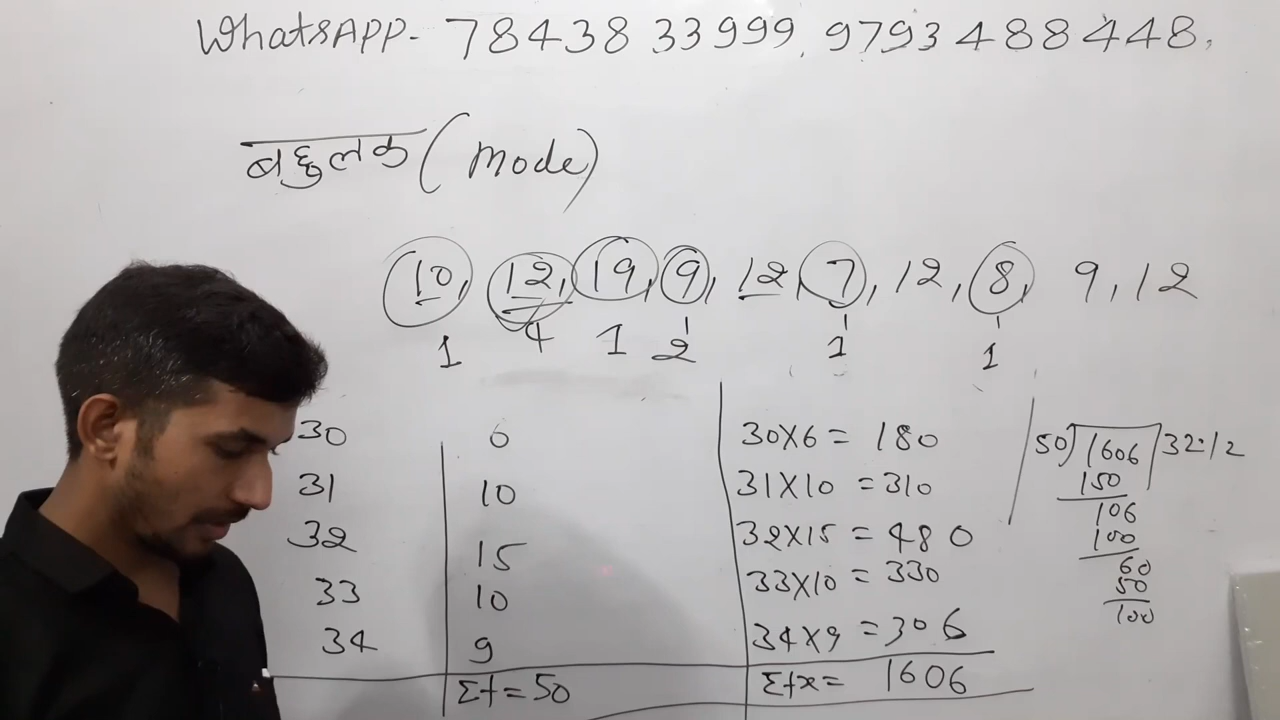 WhatsAPP- 7843833999, 9793488448,
बहुलक (Mode)
10, 12, 19, 9, 12, 7, 12, 8, 9, 12
1 4 1 2 1 1
30 6 30X6 = 180
31 10 31X10 = 310
32 15 32X15 = 480
33 10 33X10 = 330
34 9 34X9 = 306
Σf = 50 Σfx = 1606
50)1606(32.12
150
106
100
60
50
100